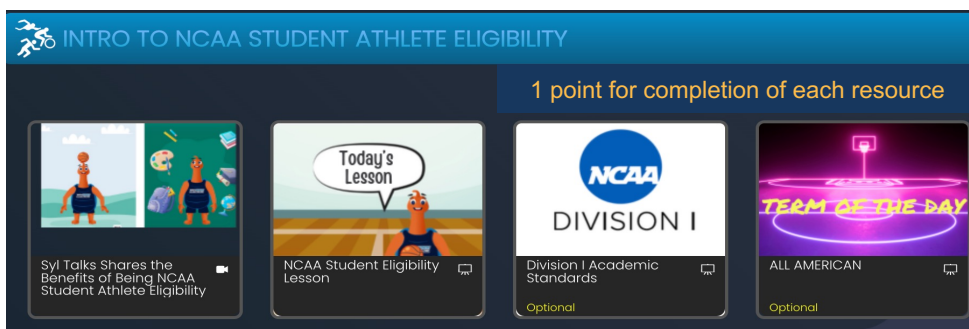 INTRO TO NCAA STUDENT ATHLETE ELIGIBILITY
1 point for completion of each resource
Today's
Lesson
NCAA
DIVISION I
TERM OF THE DAY
Syl Talks Shares the
Benefits of Being NCAA
Student Athlete Eligibility
NCAA Student Eligibility
Lesson
Division I Academic
Standards
Optional
ALL AMERICAN
Optional